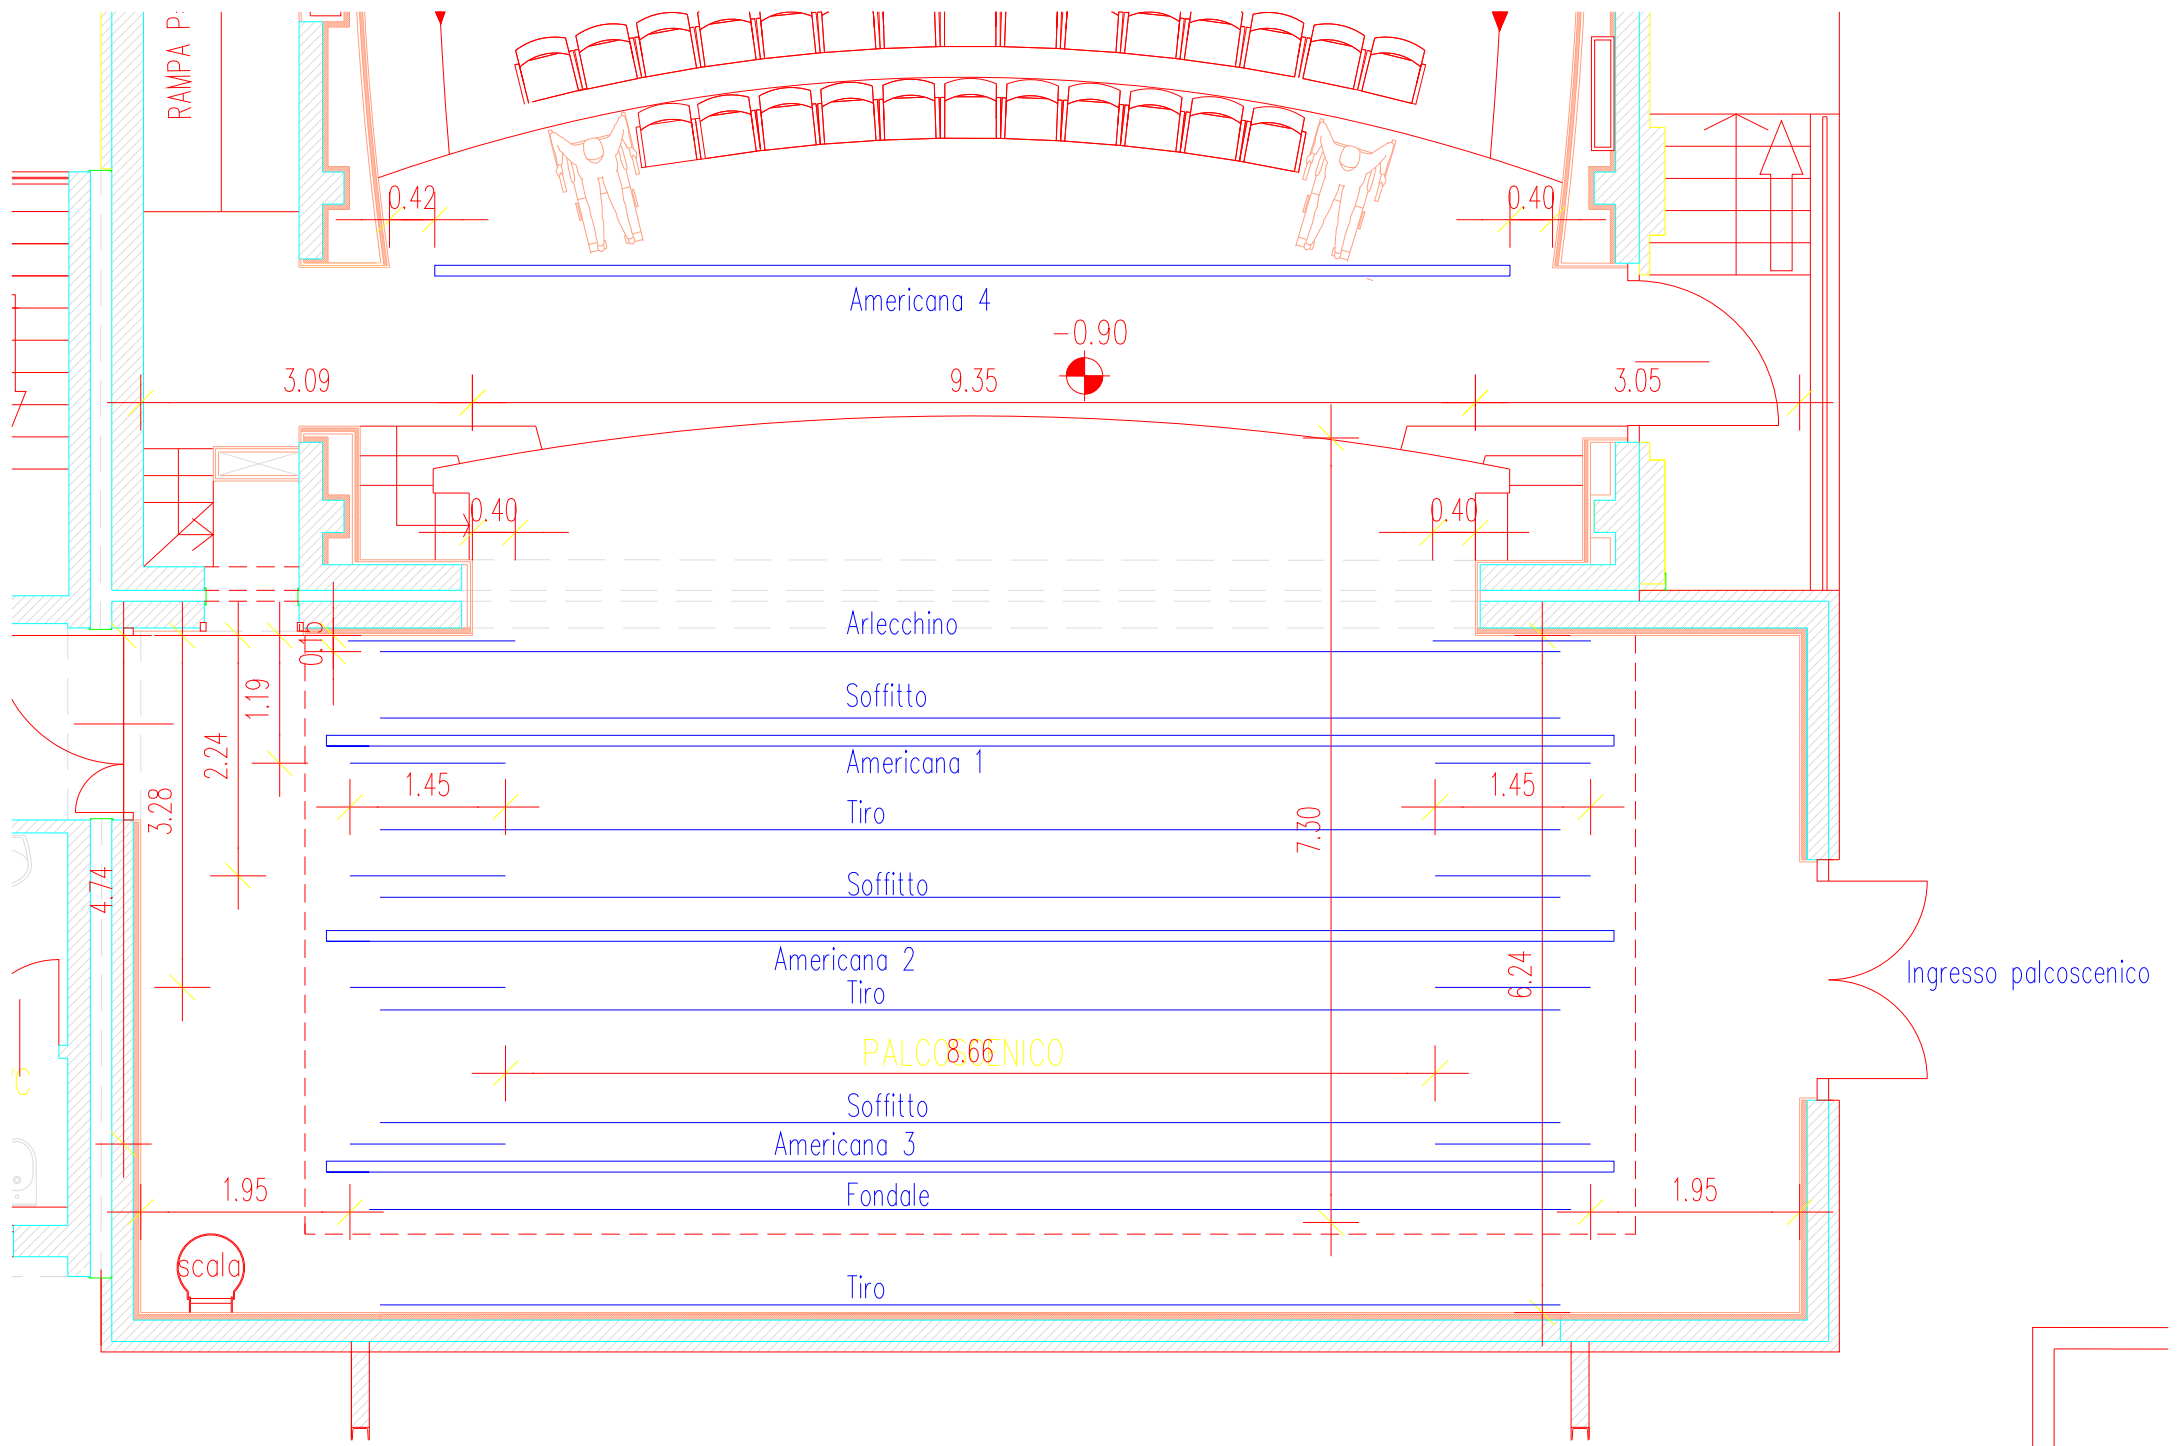 RAMPA P
0.42
0.40
Americana 4
-0.90
3.09
9.35
3.05
0.40
0.40
Arlecchino
0.15
Soffitto
1.19
2.24
Americana 1
3.28
1.45
1.45
Tiro
7.30
4.74
Soffitto
Americana 2
6.24
Ingresso palcoscenico
Tiro
PALCOSCENICO
8.66
Soffitto
Americana 3
1.95
Fondale
1.95
scala
Tiro